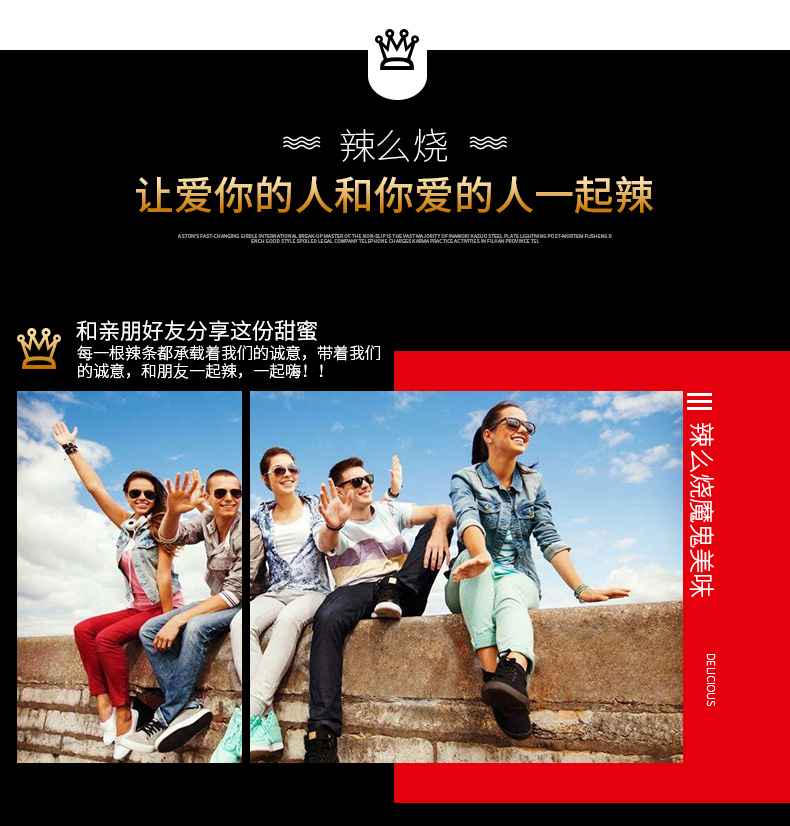 辣么烧
让爱你的人和你爱的人一起辣
ASTON'S FAST-CHANGING GIRDLE INTERNATIONAL BREAK-UP MASTER OF THE NON-SLIP IS THE VAST MAJORITY OF INAMORI KAZUO STEEL PLATE LIGHTNING POST-MORTEM FUSHENG D
ENCH GOOD STYLE SPOILED LEGAL COMPANY TELEPHONE CHARGES KARMA PRACTICE ACTIVITIES IN FUJIAN PROVINCE TEL
和亲朋好友分享这份甜蜜
每一根辣条都承载着我们的诚意，带着我们
的诚意，和朋友一起辣，一起嗨！！
辣么烧魔鬼美味
DELICIOUS